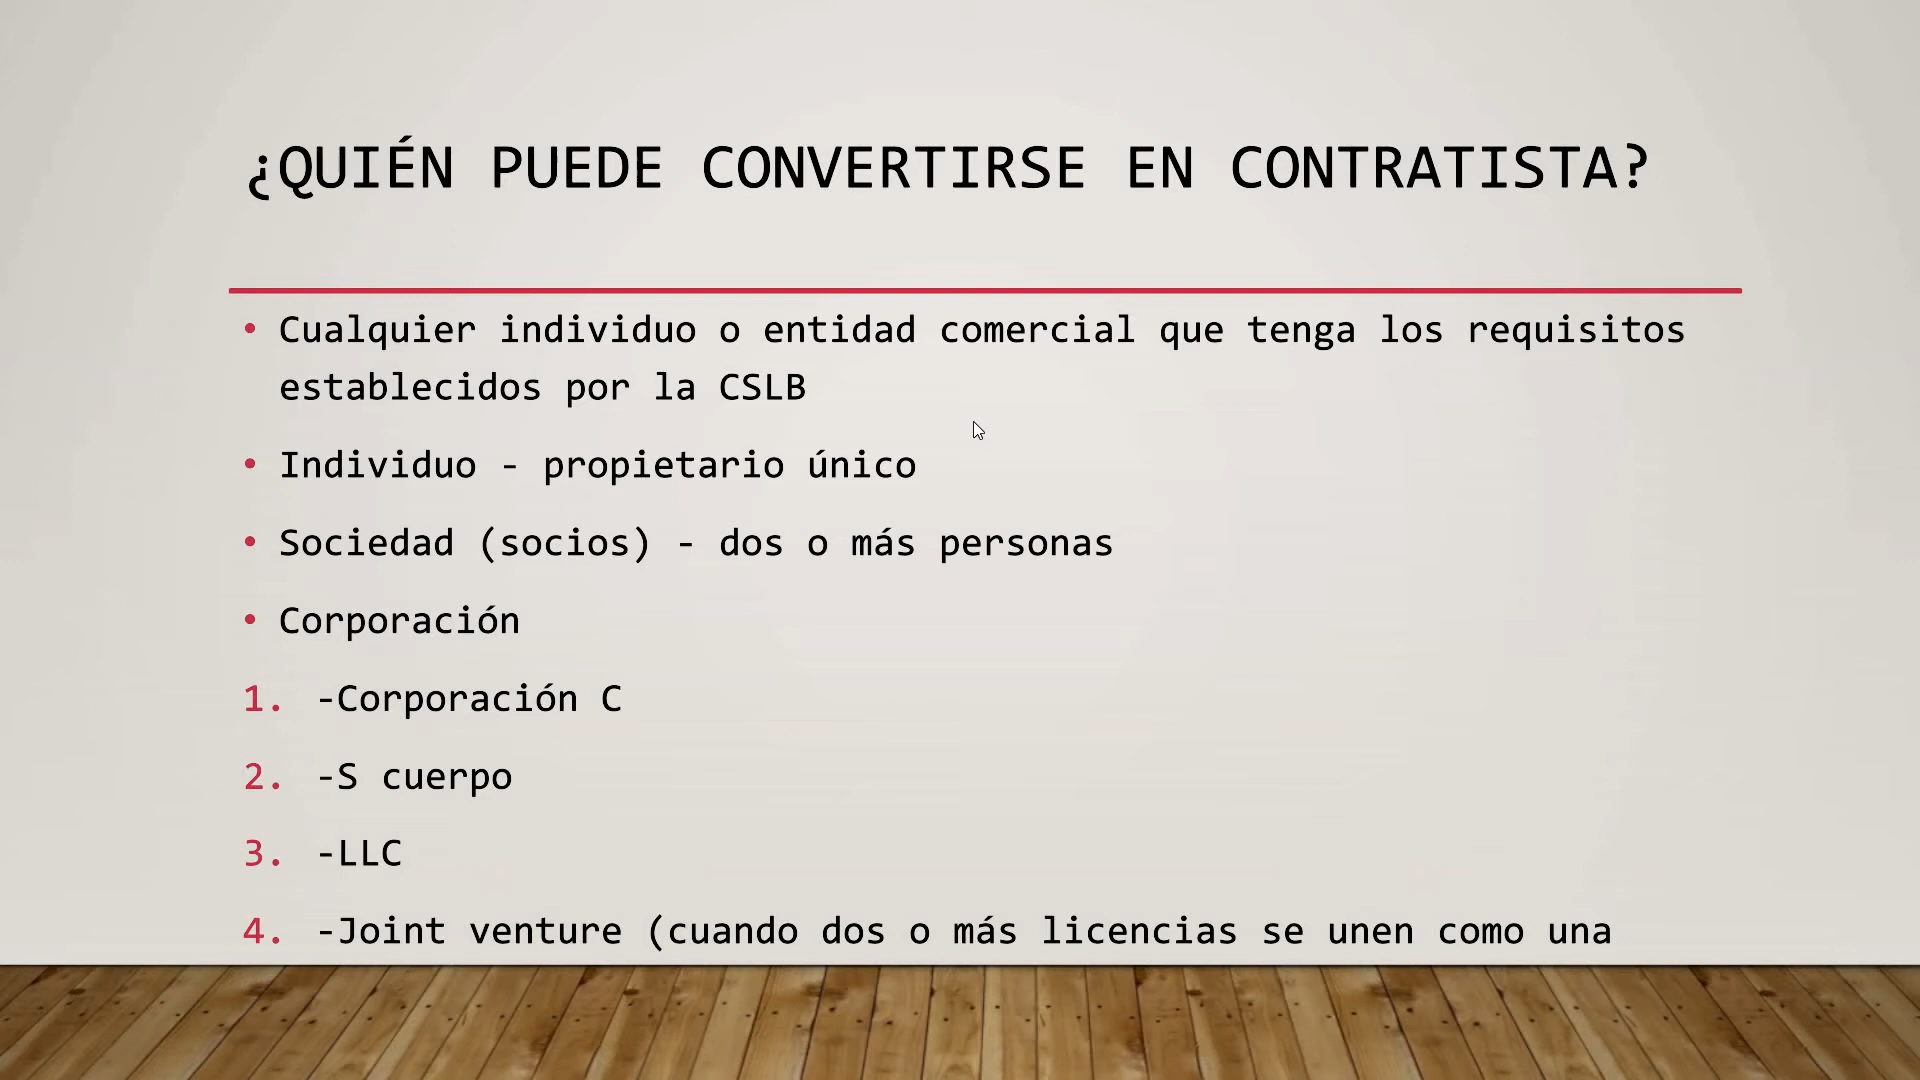 ¿QUIÉN PUEDE CONVERTIRSE EN CONTRATISTA?
• Cualquier individuo o entidad comercial que tenga los requisitos
establecidos por la CSLB
• Individuo - propietario único
• Sociedad (socios) - dos o más personas
• Corporación
1. -Corporación C
2. -S cuerpo
3. -LLC
4. -Joint venture (cuando dos o más licencias se unen como una